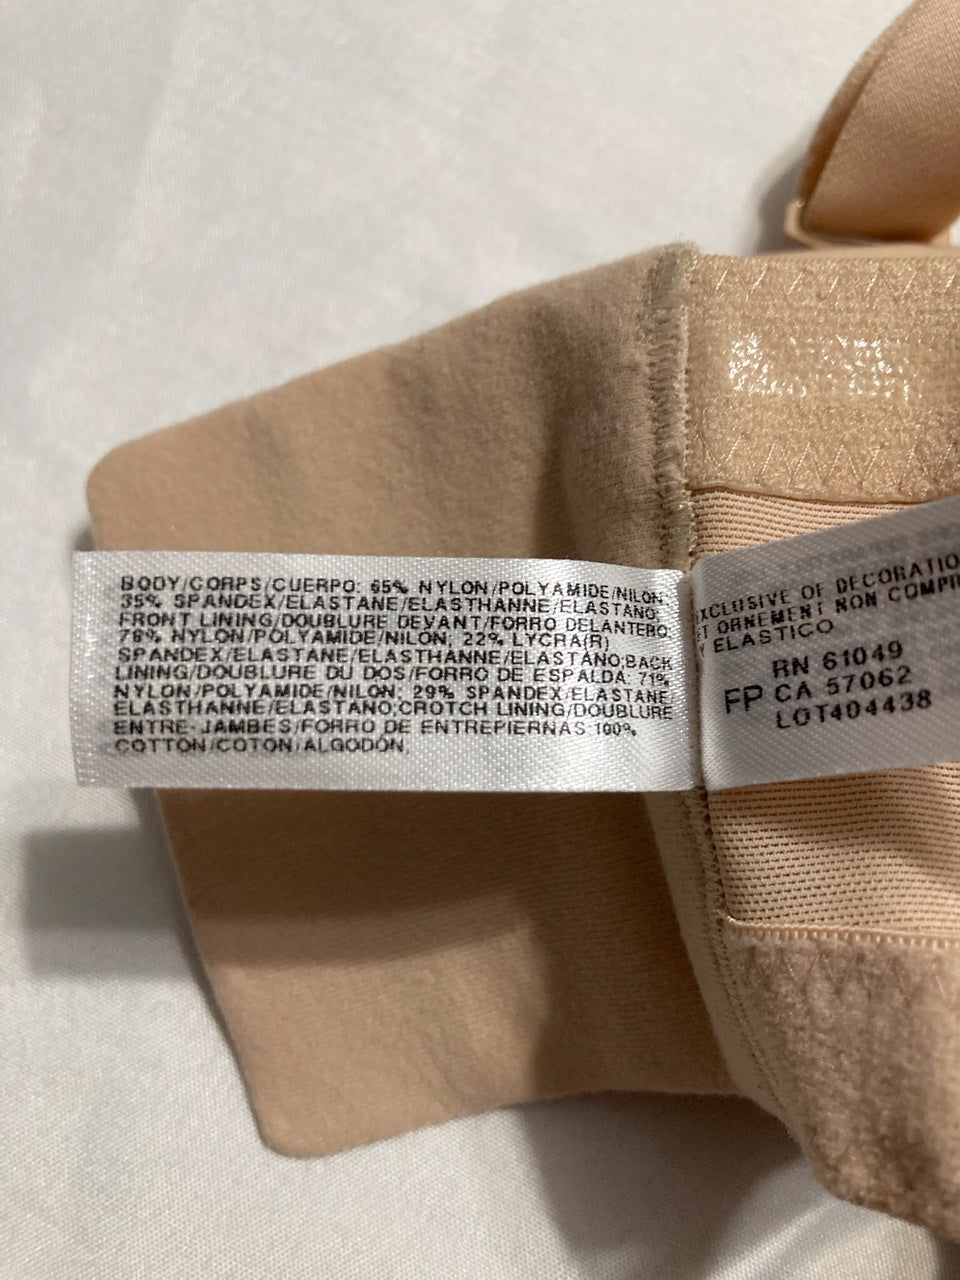 BODY/CORPS/CUERPO: 65% NYLON/POLYAMIDE/NILON
35% SPANDEX/ELASTANE/ELASTHANNE/ELASTANO;
FRONT LINING/DOUBLURE DEVANT/FORRO DELANTERO:
78% NYLON/POLYAMIDE/NILON; 22% LYCRA(R)
SPANDEX/ELASTANE/ELASTHANNE/ELASTANO;BACK
LINING/DOUBLURE DU DOS/FORRO DE ESPALDA: 71%
NYLON/POLYAMIDE/NILON; 29% SPANDEX/ELASTANE/
ELASTHANNE/ELASTANO;CROTCH LINING/DOUBLURE
ENTRE-JAMBES/FORRO DE ENTREPIERNAS 100%
COTTON/COTON/ALGODON;
EXCLUSIVE OF DECORATIO
ET ORNEMENT NON COMPRI
Y ELASTICO
RN 61049
FP CA 57062
LOT404438